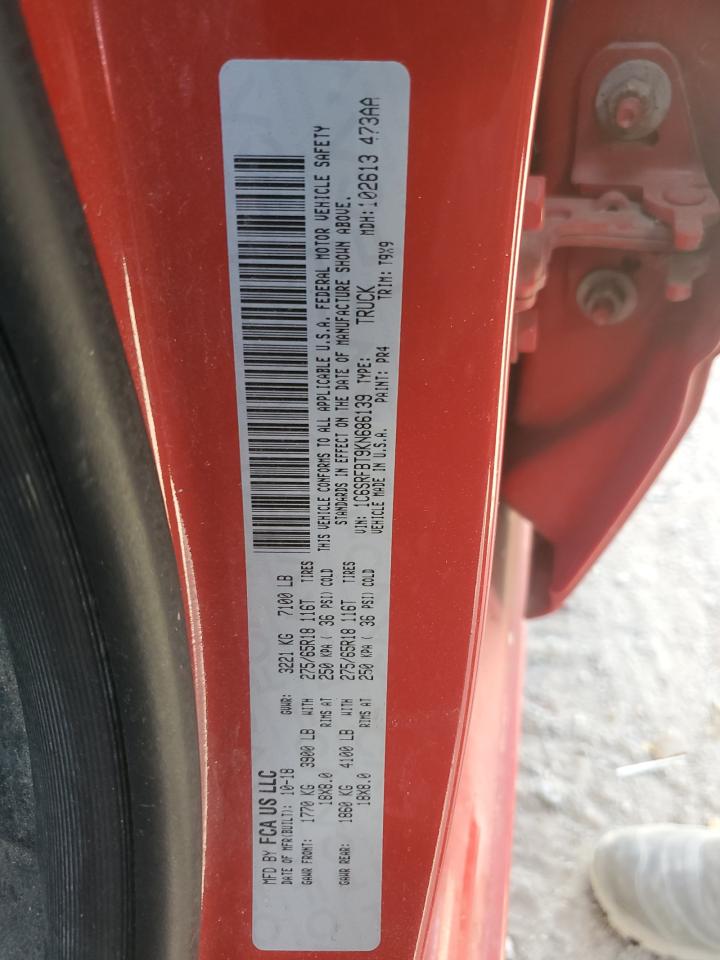 MFD BY FCA US LLC
DATE OF MFR(BUILT): 10-18 GVWR: 3221 KG 7100 LB
GAWR FRONT: 1770 KG 3900 LB WITH 275/65R18 116T TIRES
18X8.0 RIMS AT 250 KPA ( 36 PSI) COLD
GAWR REAR: 1860 KG 4100 LB WITH 275/65R18 116T TIRES
18X8.0 RIMS AT 250 KPA ( 36 PSI) COLD
THIS VEHICLE CONFORMS TO ALL APPLICABLE U.S.A. FEDERAL MOTOR VEHICLE SAFETY
STANDARDS IN EFFECT ON THE DATE OF MANUFACTURE SHOWN ABOVE.
VIN: 1C6SRFBT9KN686139 TYPE: TRUCK MDH: 102613 473AA
VEHICLE MADE IN U.S.A. PAINT: PR4 TRIM: T9X9